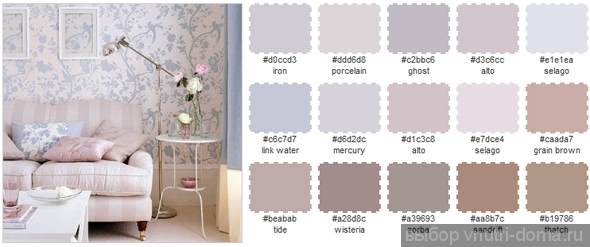 #d0ccd3 #ddd6d8 #c2bbc6 #d3c6cc #e1e1ea
iron porcelain ghost alto selago
#c6c7d7 #d6d2dc #d1c3c8 #e7dce4 #caada7
link water mercury alto selago grain brown
#beabab #a28d8c #a39693 #aa8b7c #b19786
tide wisteria zorba sandrift thatch
выбор vnutri-doma.ru